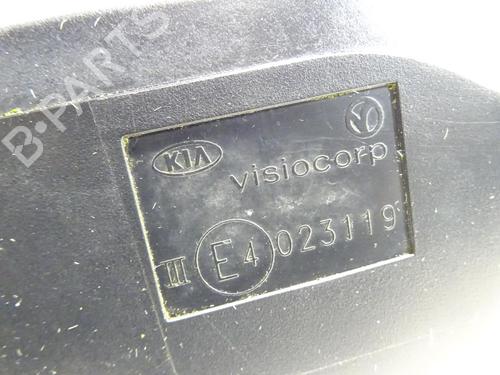 B-PARTS
KIA
visiocorp
III E4 023119